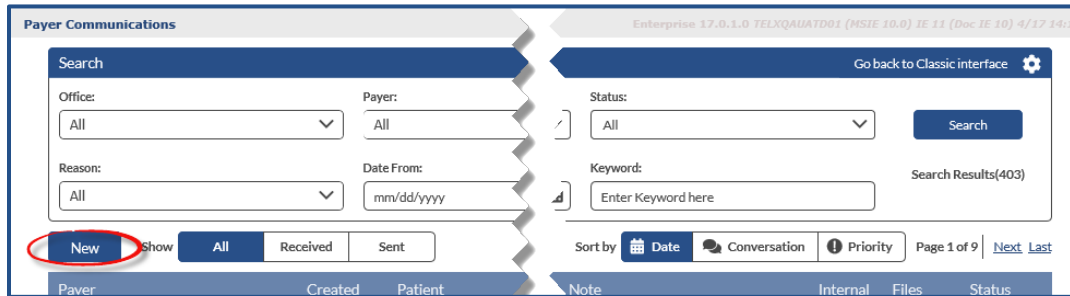 Payer Communications Enterprise 17.0.1.0 TELXQAUATD01 (MSIE 10.0) IE 11 (Doc IE 10) 4/17 14:
Search Go back to Classic interface
Office: Payer: Status:
All All All Search
Reason: Date From: Keyword: Search Results(403)
All mm/dd/yyyy Enter Keyword here
New Show All Received Sent Sort by Date Conversation Priority Page 1 of 9 Next Last
Payer Created Patient Note Internal Files Status